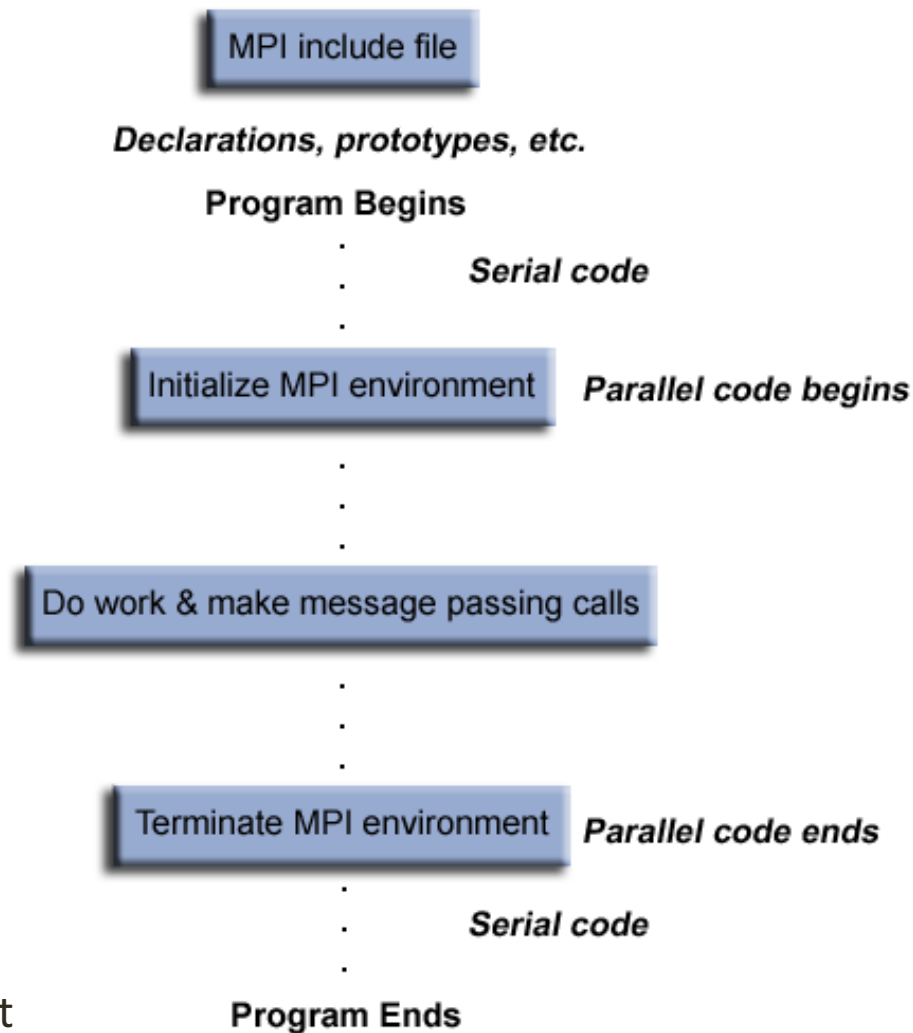 MPI include file
Declarations, prototypes, etc.
Program Begins
Serial code
Initialize MPI environment
Parallel code begins
Do work & make message passing calls
Terminate MPI environment
Parallel code ends
Serial code
t
Program Ends